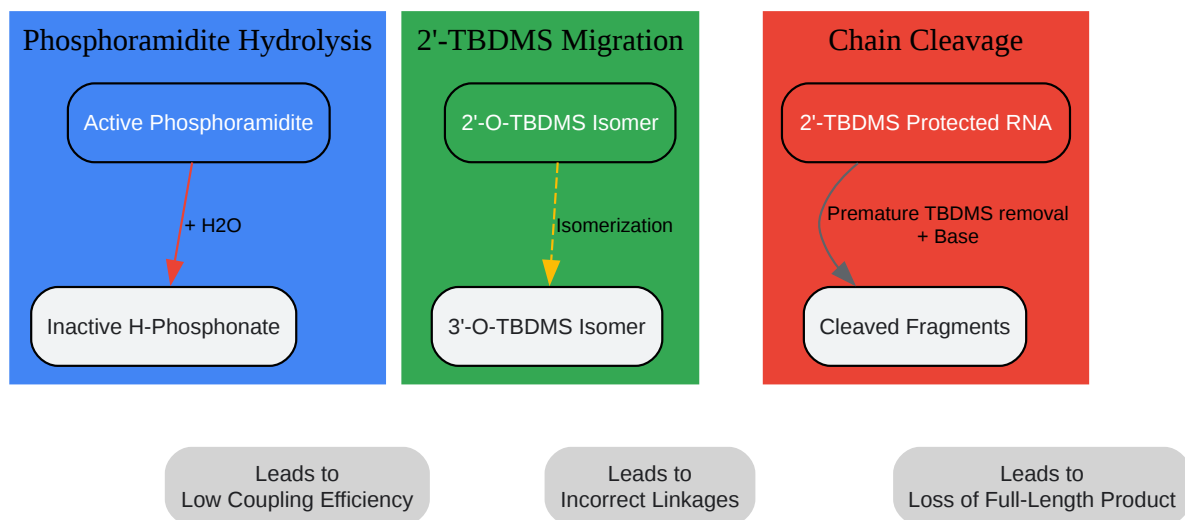 Phosphoramidite Hydrolysis
Active Phosphoramidite
+ H2O
Inactive H-Phosphonate
2'-TBDMS Migration
2'-O-TBDMS Isomer
Isomerization
3'-O-TBDMS Isomer
Chain Cleavage
2'-TBDMS Protected RNA
Premature TBDMS removal
+ Base
Cleaved Fragments
Leads to
Low Coupling Efficiency
Leads to
Incorrect Linkages
Leads to
Loss of Full-Length Product